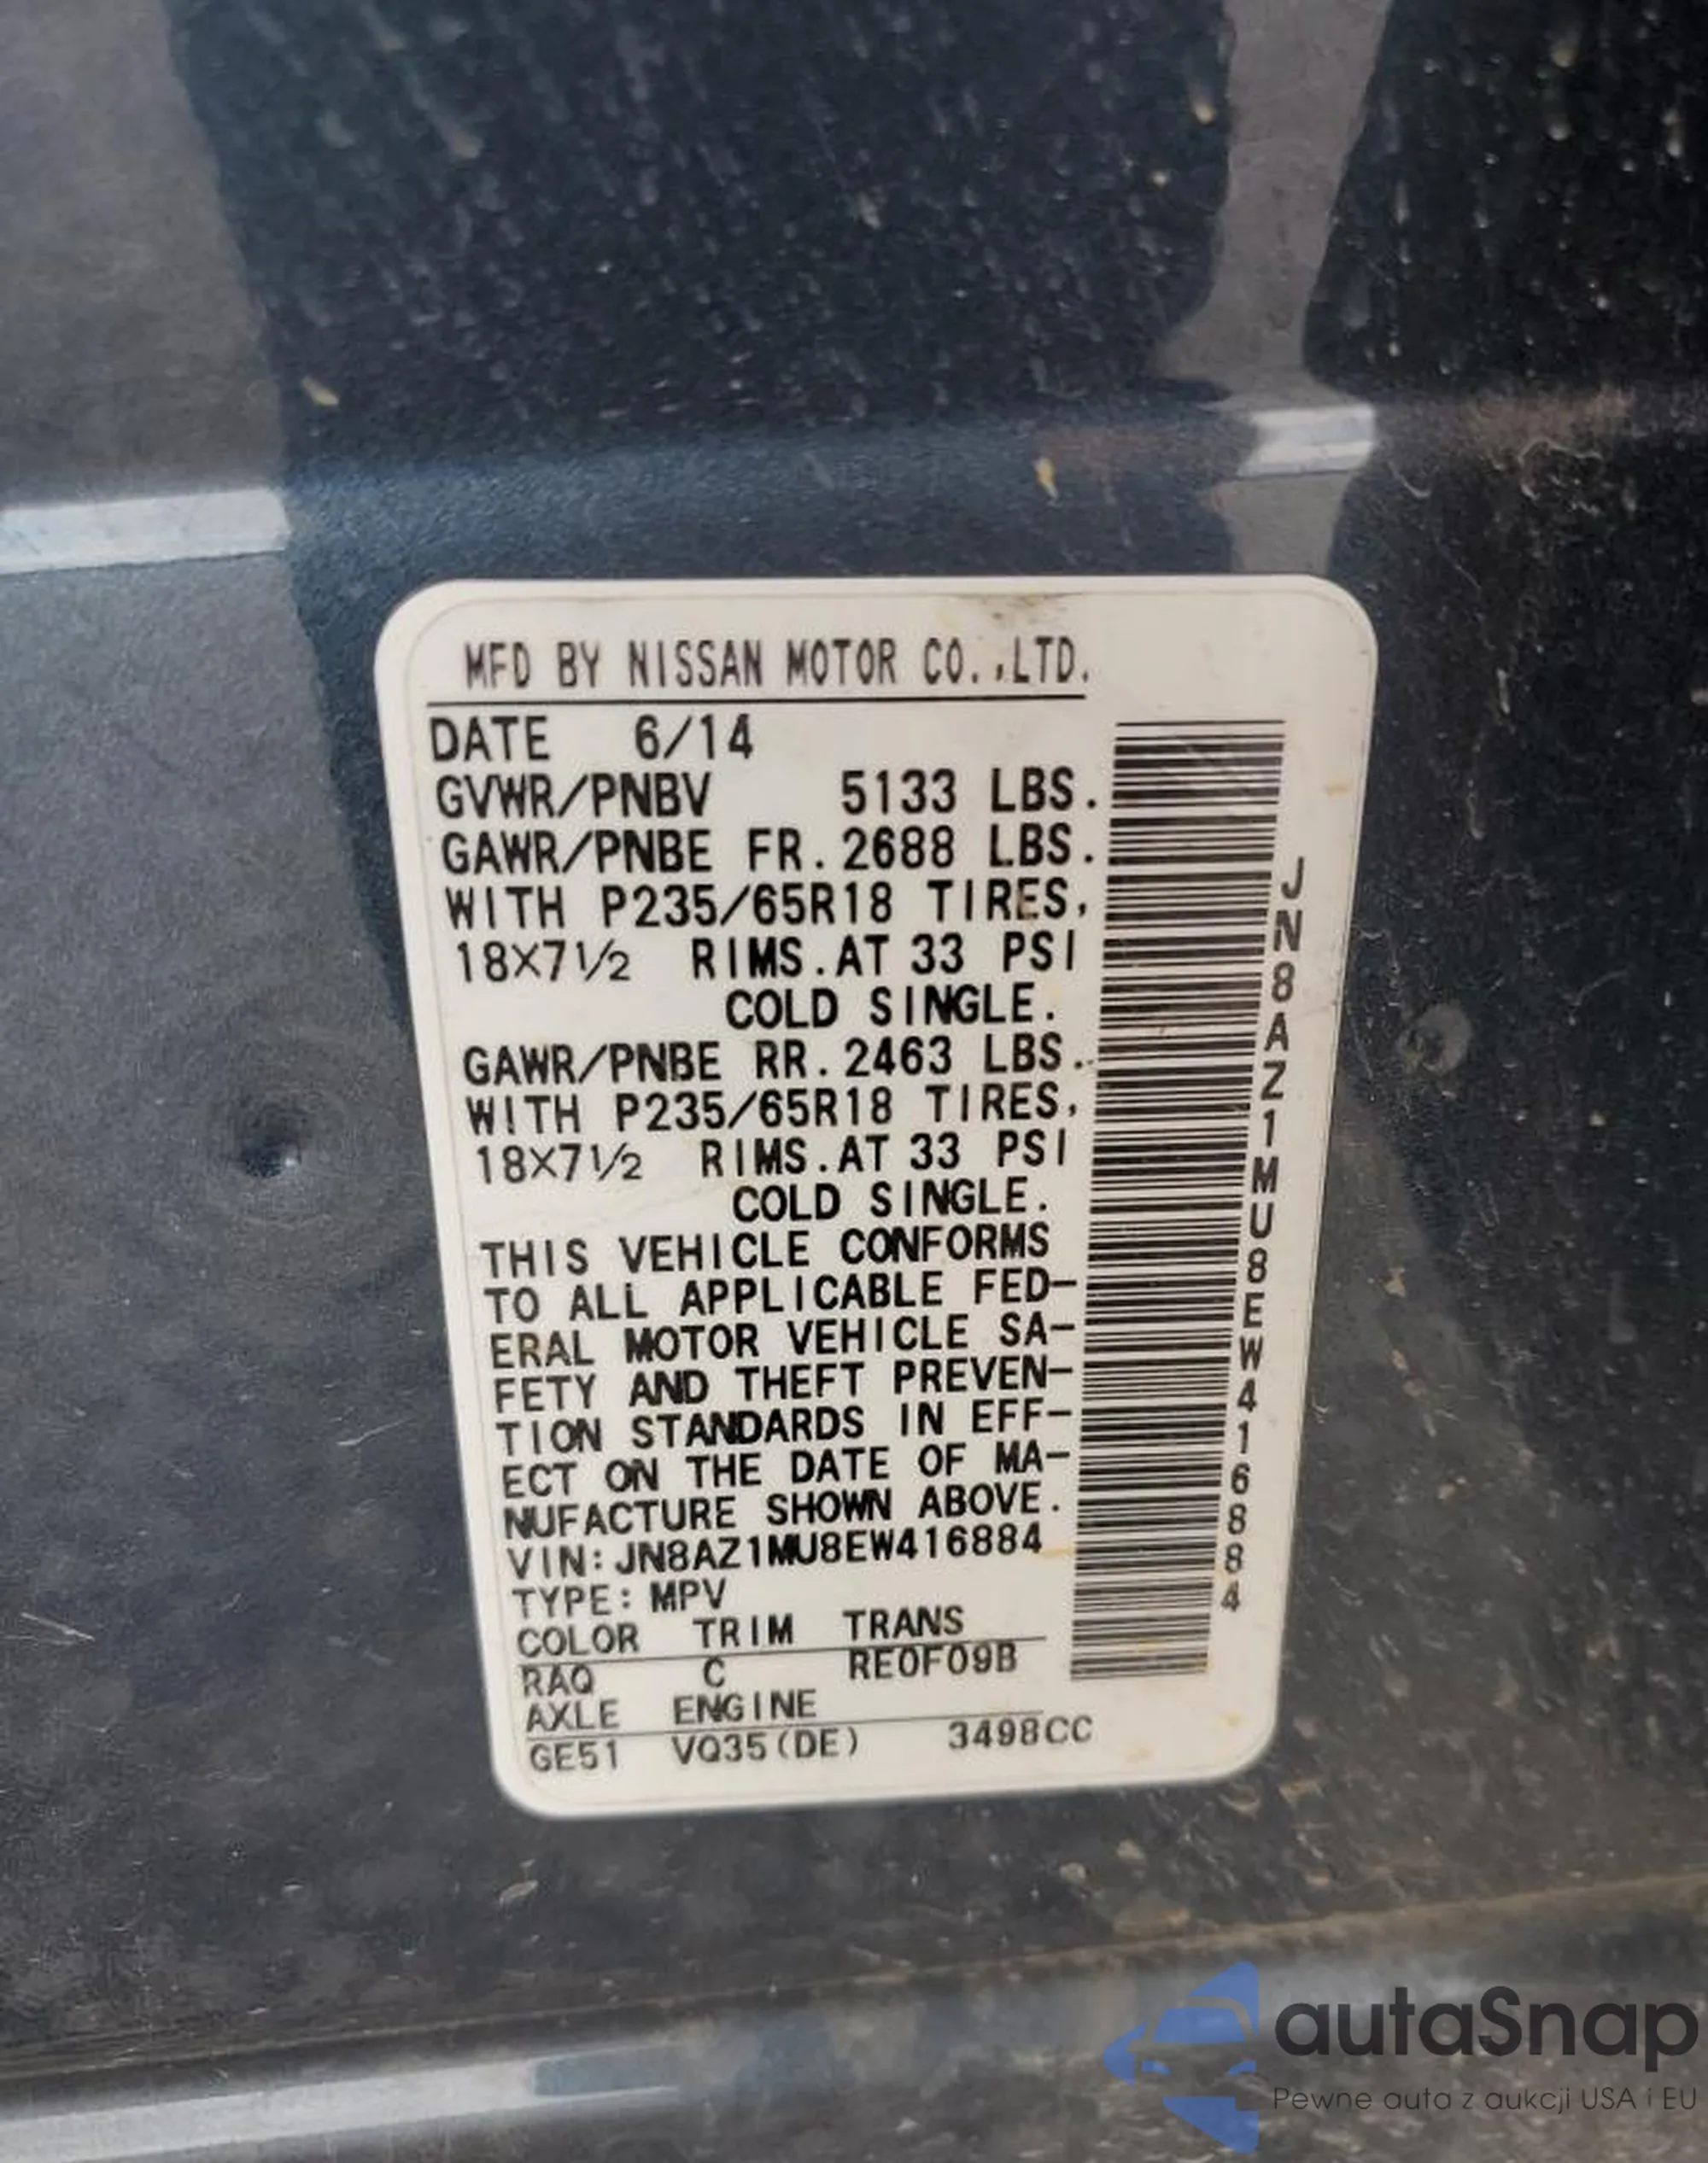 MFD BY NISSAN MOTOR CO.,LTD.
DATE 6/14
GVWR/PNBV 5133 LBS.
GAWR/PNBE FR. 2688 LBS.
WITH P235/65R18 TIRES,
18X7½ RIMS.AT 33 PSI
COLD SINGLE.
GAWR/PNBE RR. 2463 LBS.
WITH P235/65R18 TIRES,
18X7½ RIMS.AT 33 PSI
COLD SINGLE.
THIS VEHICLE CONFORMS
TO ALL APPLICABLE FED-
ERAL MOTOR VEHICLE SA-
FETY AND THEFT PREVEN-
TION STANDARDS IN EFF-
ECT ON THE DATE OF MA-
NUFACTURE SHOWN ABOVE.
VIN:JN8AZ1MU8EW416884
TYPE: MPV
COLOR TRIM TRANS
RAQ C RE0F09B
AXLE ENGINE
GE51 VQ35(DE) 3498CC
JN8AZ1MU8EW416884
autaSnap
Pewne auta z aukcji USA i EU